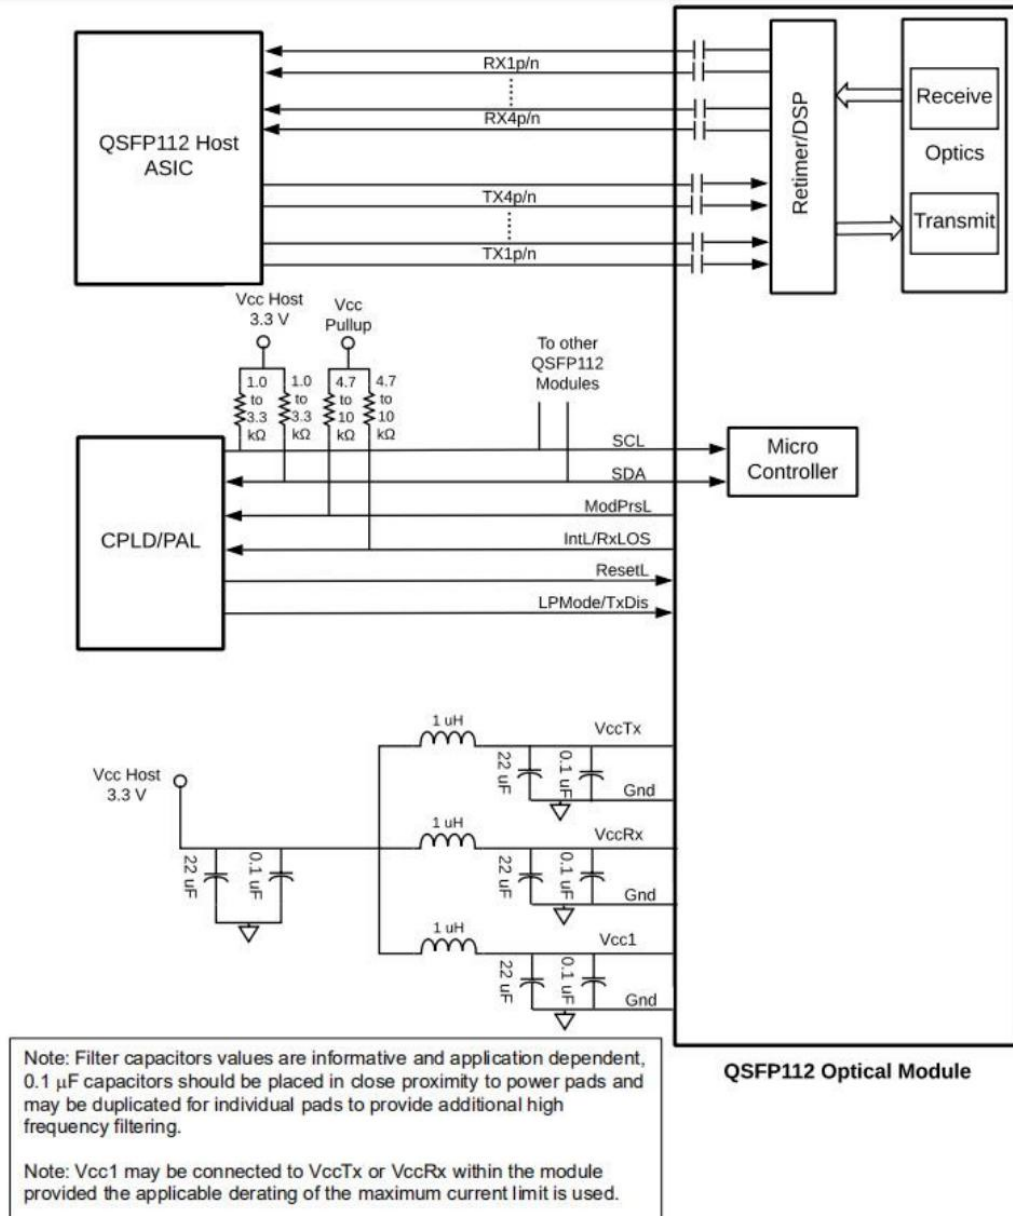 RX1p/n
RX4p/n
QSFP112 Host
ASIC
TX4p/n
TX1p/n
Retimer/DSP
Receive
Optics
Transmit
Vcc Host
3.3 V
Vcc
Pullup
1.0
to
3.3
kΩ
1.0
to
3.3
kΩ
4.7
to
10
kΩ
4.7
to
10
kΩ
To other
QSFP112
Modules
SCL
SDA
ModPrsL
IntL/RxLOS
ResetL
LPMode/TxDis
Micro
Controller
CPLD/PAL
Vcc Host
3.3 V
22 uF
0.1 uF
1 uH
VccTx
22 uF
0.1 uF
Gnd
1 uH
VccRx
22 uF
0.1 uF
Gnd
1 uH
Vcc1
22 uF
0.1 uF
Gnd
QSFP112 Optical Module
Note: Filter capacitors values are informative and application dependent,
0.1 μF capacitors should be placed in close proximity to power pads and
may be duplicated for individual pads to provide additional high
frequency filtering.
Note: Vcc1 may be connected to VccTx or VccRx within the module
provided the applicable derating of the maximum current limit is used.